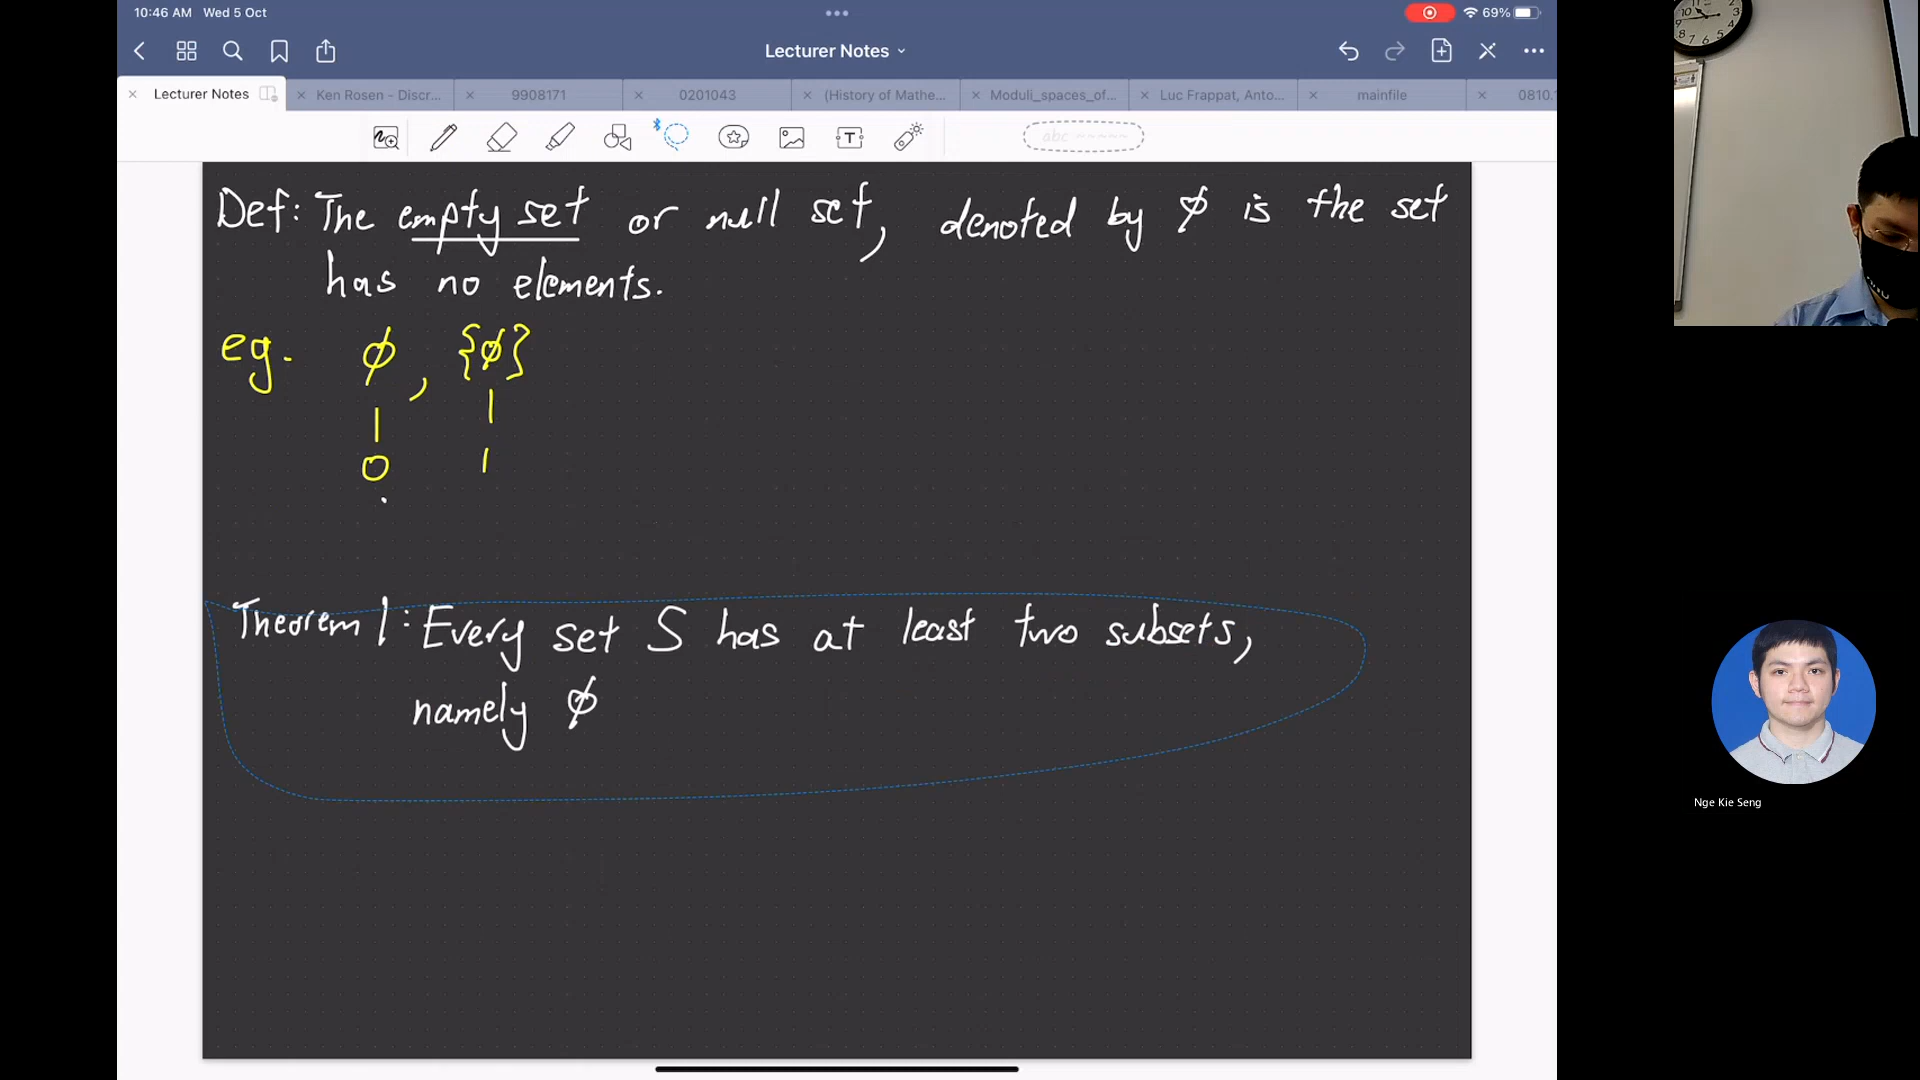 10:46 AM Wed 5 Oct
69%
Lecturer Notes
Lecturer Notes
Ken Rosen - Discr...
9908171
0201043
(History of Mathe...
Moduli_spaces_of...
Luc Frappat, Anto...
mainfile
0810.
abc
Def: The empty set or null set, denoted by ∅ is the set
has no elements.
eg. ∅, {∅}
| |
0 1
Theorem 1: Every set S has at least two subsets,
namely ∅
Nge Kie Seng